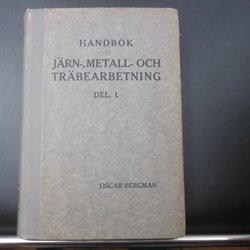 HANDBOK
I
JÄRN-, METALL- OCH
TRÄBEARBETNING
DEL. I.
OSCAR BERGMAN